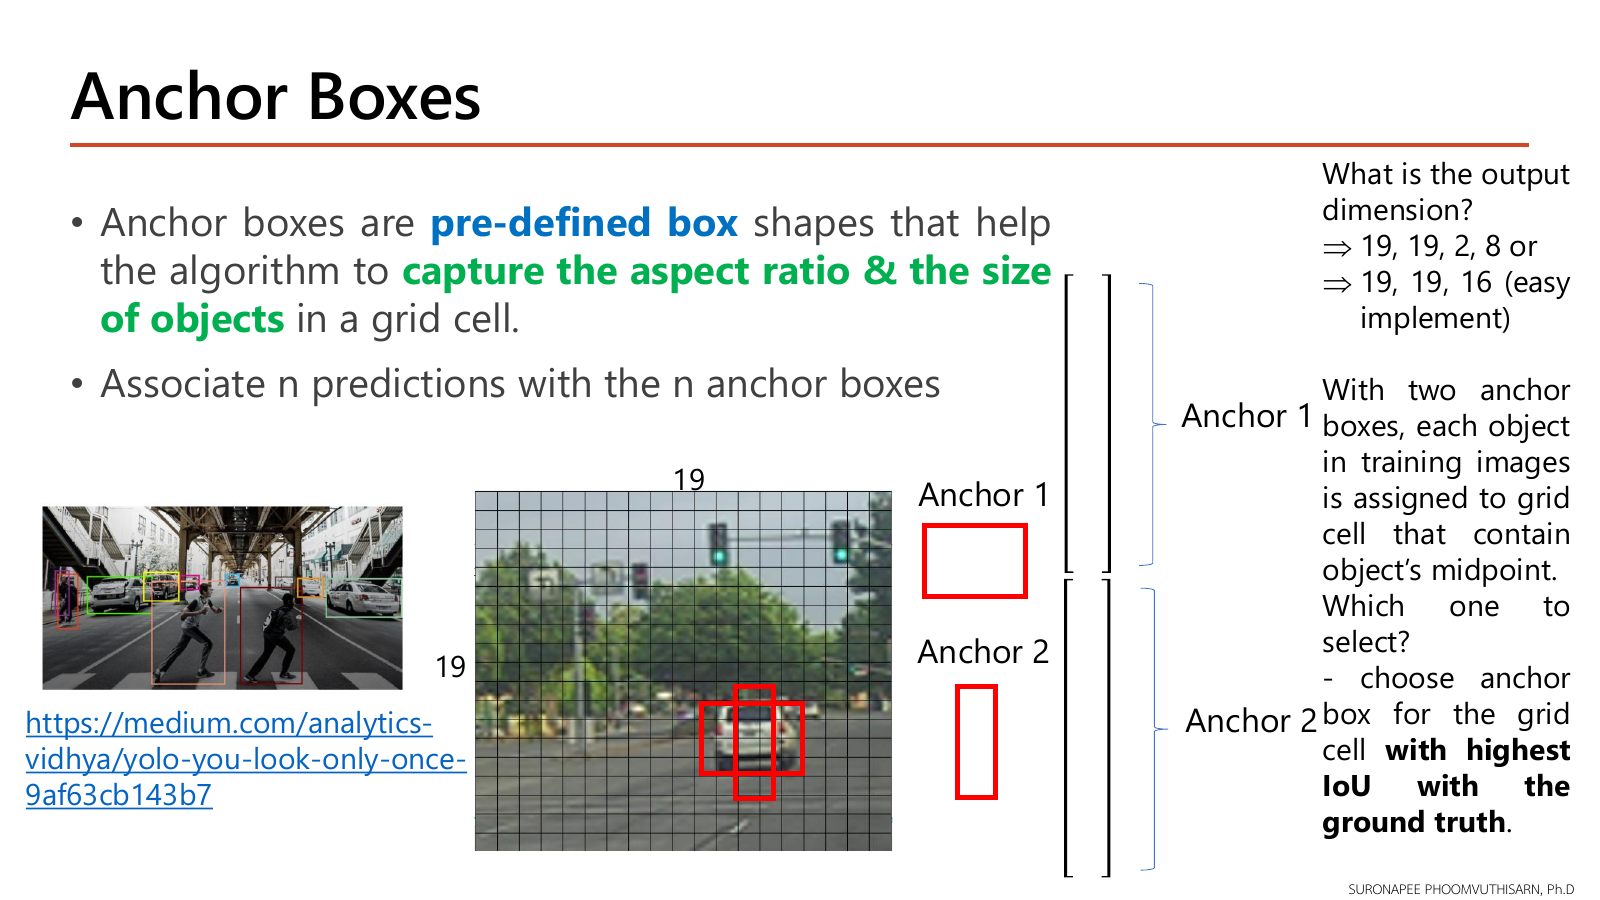 Anchor Boxes
• Anchor boxes are pre-defined box shapes that help
the algorithm to capture the aspect ratio & the size
of objects in a grid cell.
• Associate n predictions with the n anchor boxes
https://medium.com/analytics-
vidhya/yolo-you-look-only-once-
9af63cb143b7
19
19
Anchor 1
Anchor 2
Anchor 1
Anchor 2
What is the output
dimension?
⇒ 19, 19, 2, 8 or
⇒ 19, 19, 16 (easy
implement)
With two anchor
boxes, each object
in training images
is assigned to grid
cell that contain
object's midpoint.
Which one to
select?
- choose anchor
box for the grid
cell with highest
IoU with the
ground truth.
SURONAPEE PHOOMVUTHISARN, Ph.D